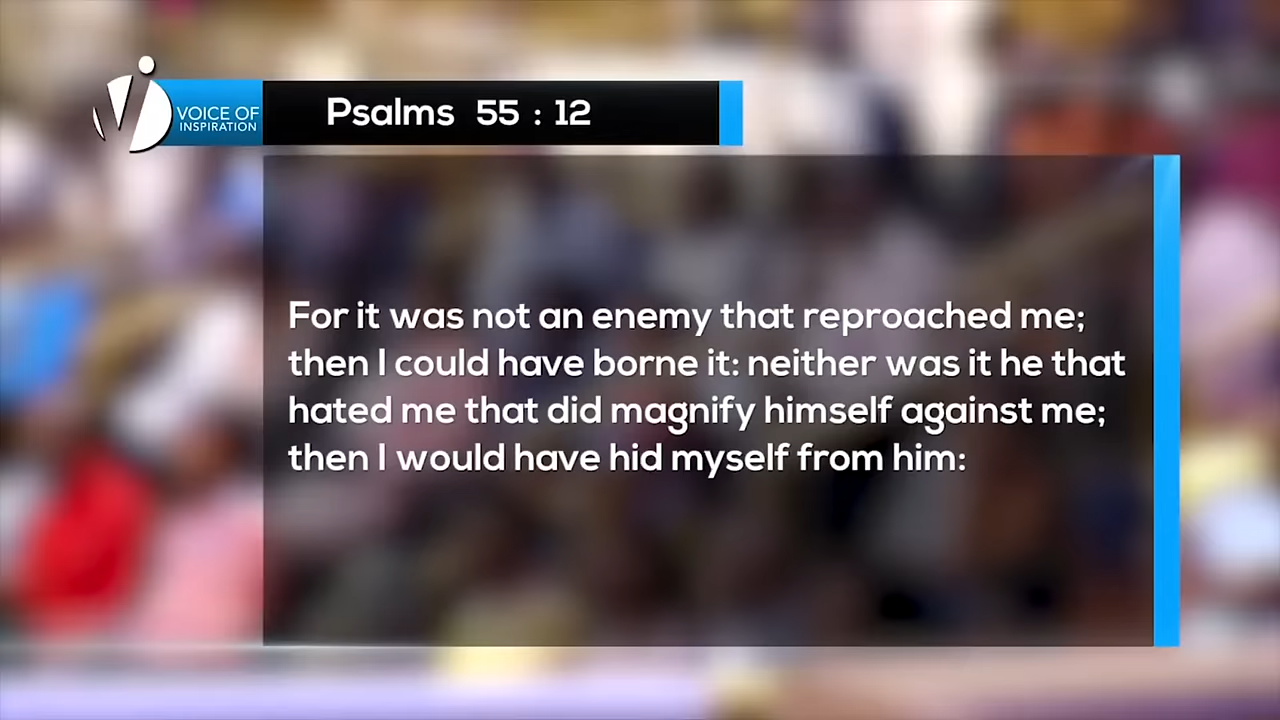 VOICE OF
INSPIRATION
Psalms 55 : 12
For it was not an enemy that reproached me;
then I could have borne it: neither was it he that
hated me that did magnify himself against me;
then I would have hid myself from him: